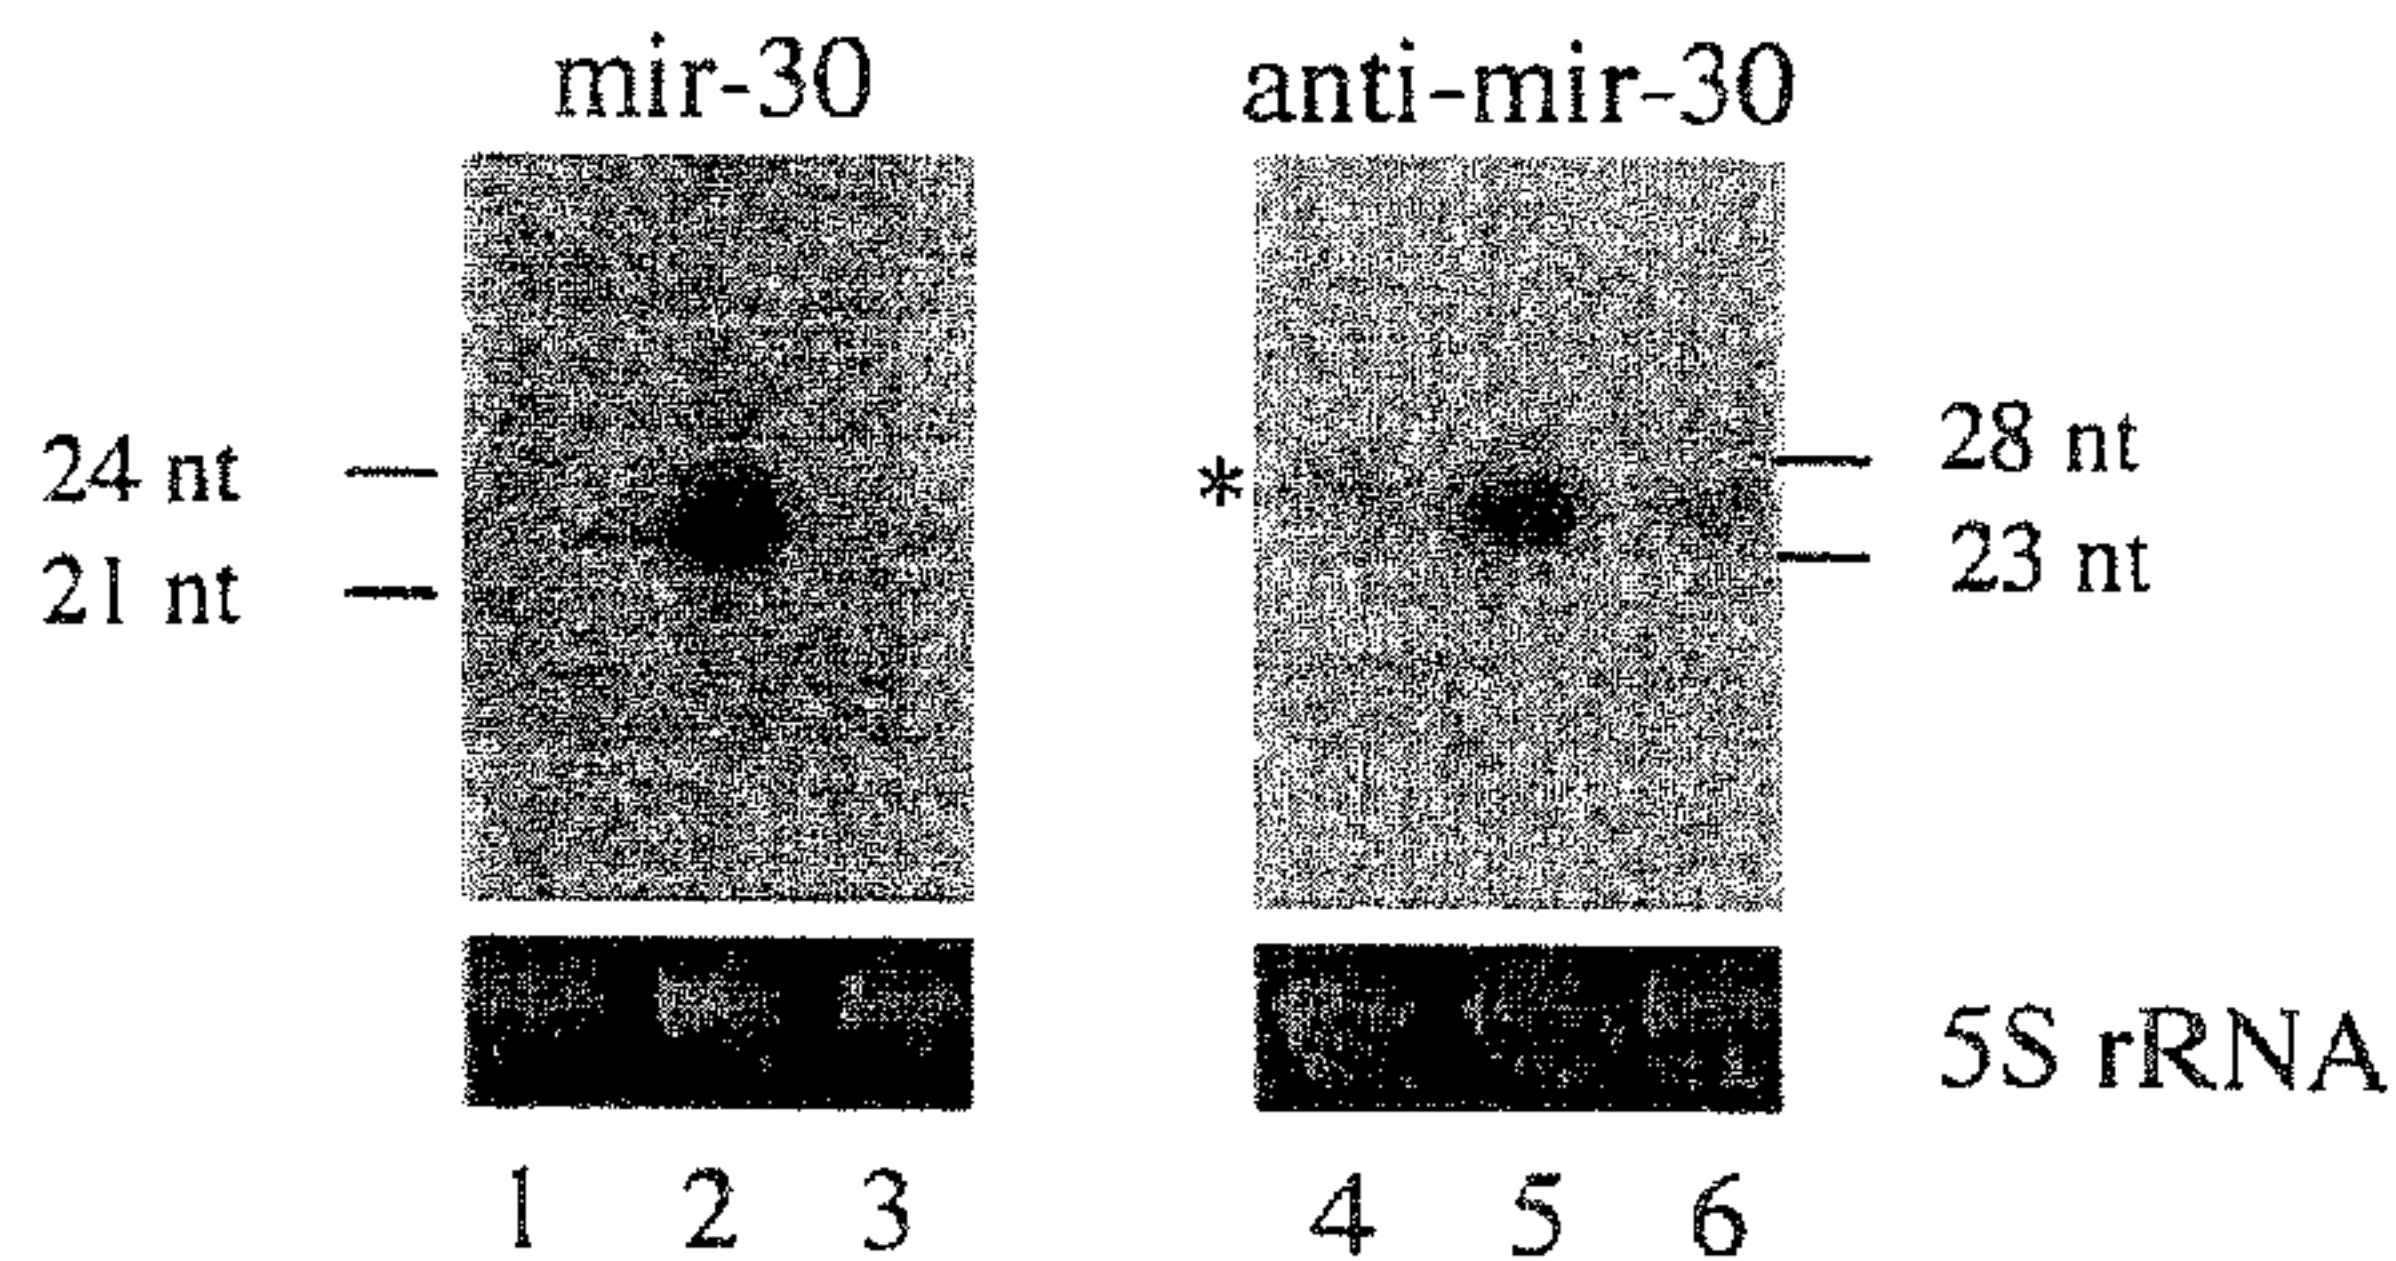 mir-30 anti-mir-30
24 nt
21 nt
*
28 nt
23 nt
5S rRNA
1 2 3 4 5 6